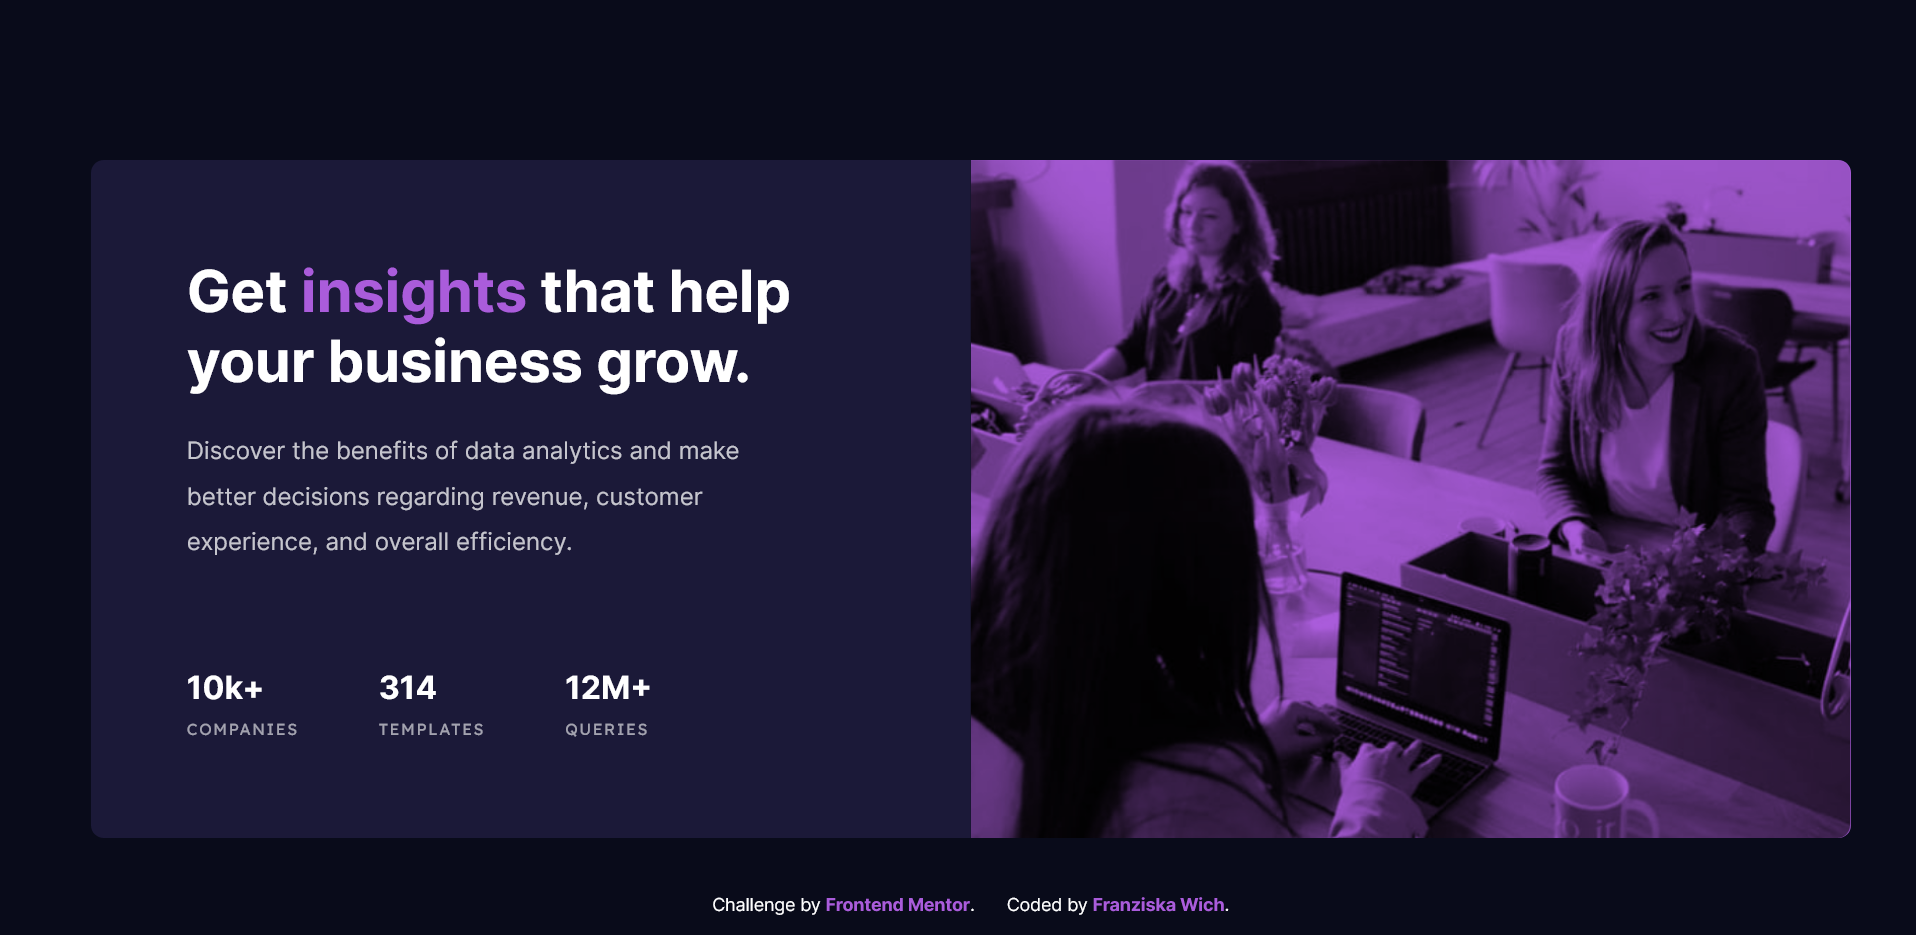 Get insights that help
your business grow.
Discover the benefits of data analytics and make
better decisions regarding revenue, customer
experience, and overall efficiency.
10k+
COMPANIES
314
TEMPLATES
12M+
QUERIES
Challenge by Frontend Mentor. Coded by Franziska Wich.